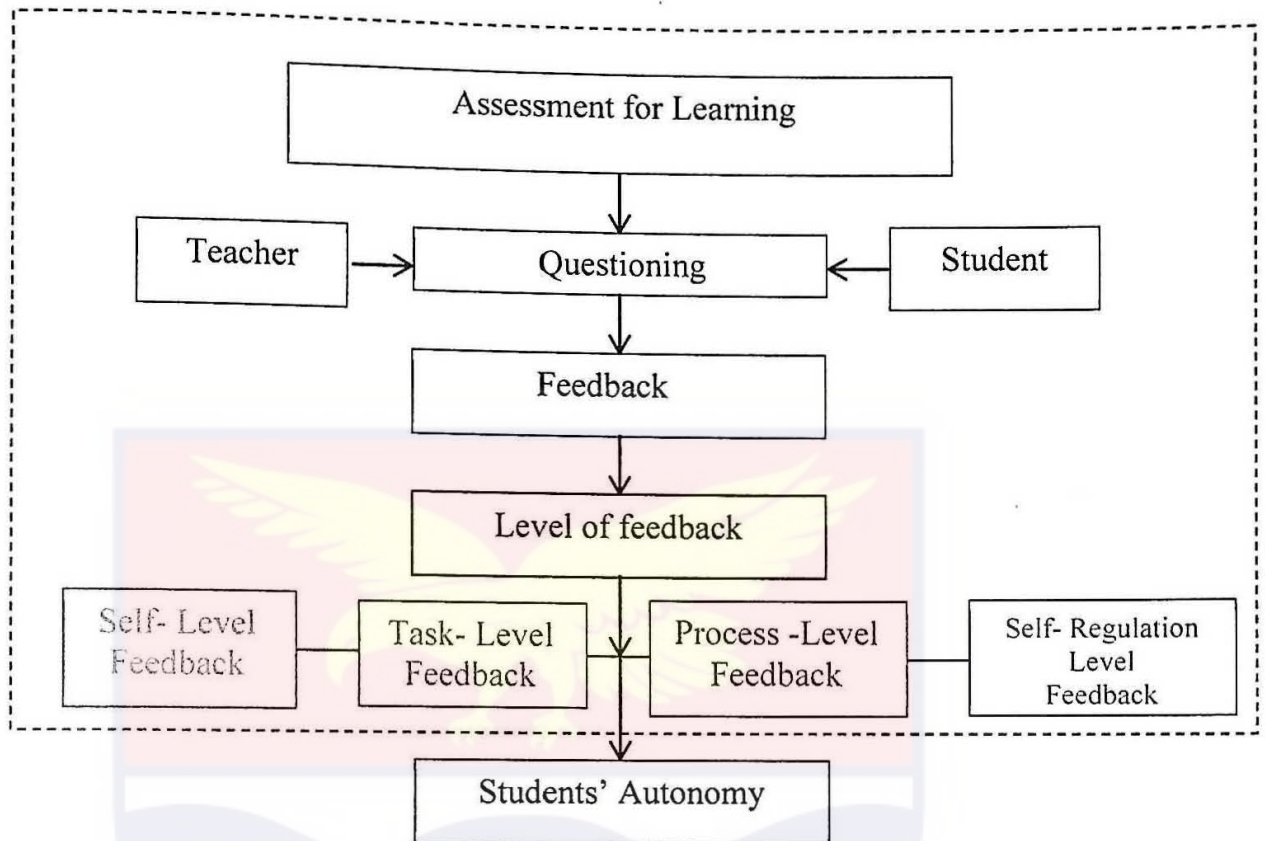 Assessment for Learning
Teacher
Questioning
Student
Feedback
Level of feedback
Self- Level
Feedback
Task- Level
Feedback
Process -Level
Feedback
Self- Regulation
Level
Feedback
Students’ Autonomy